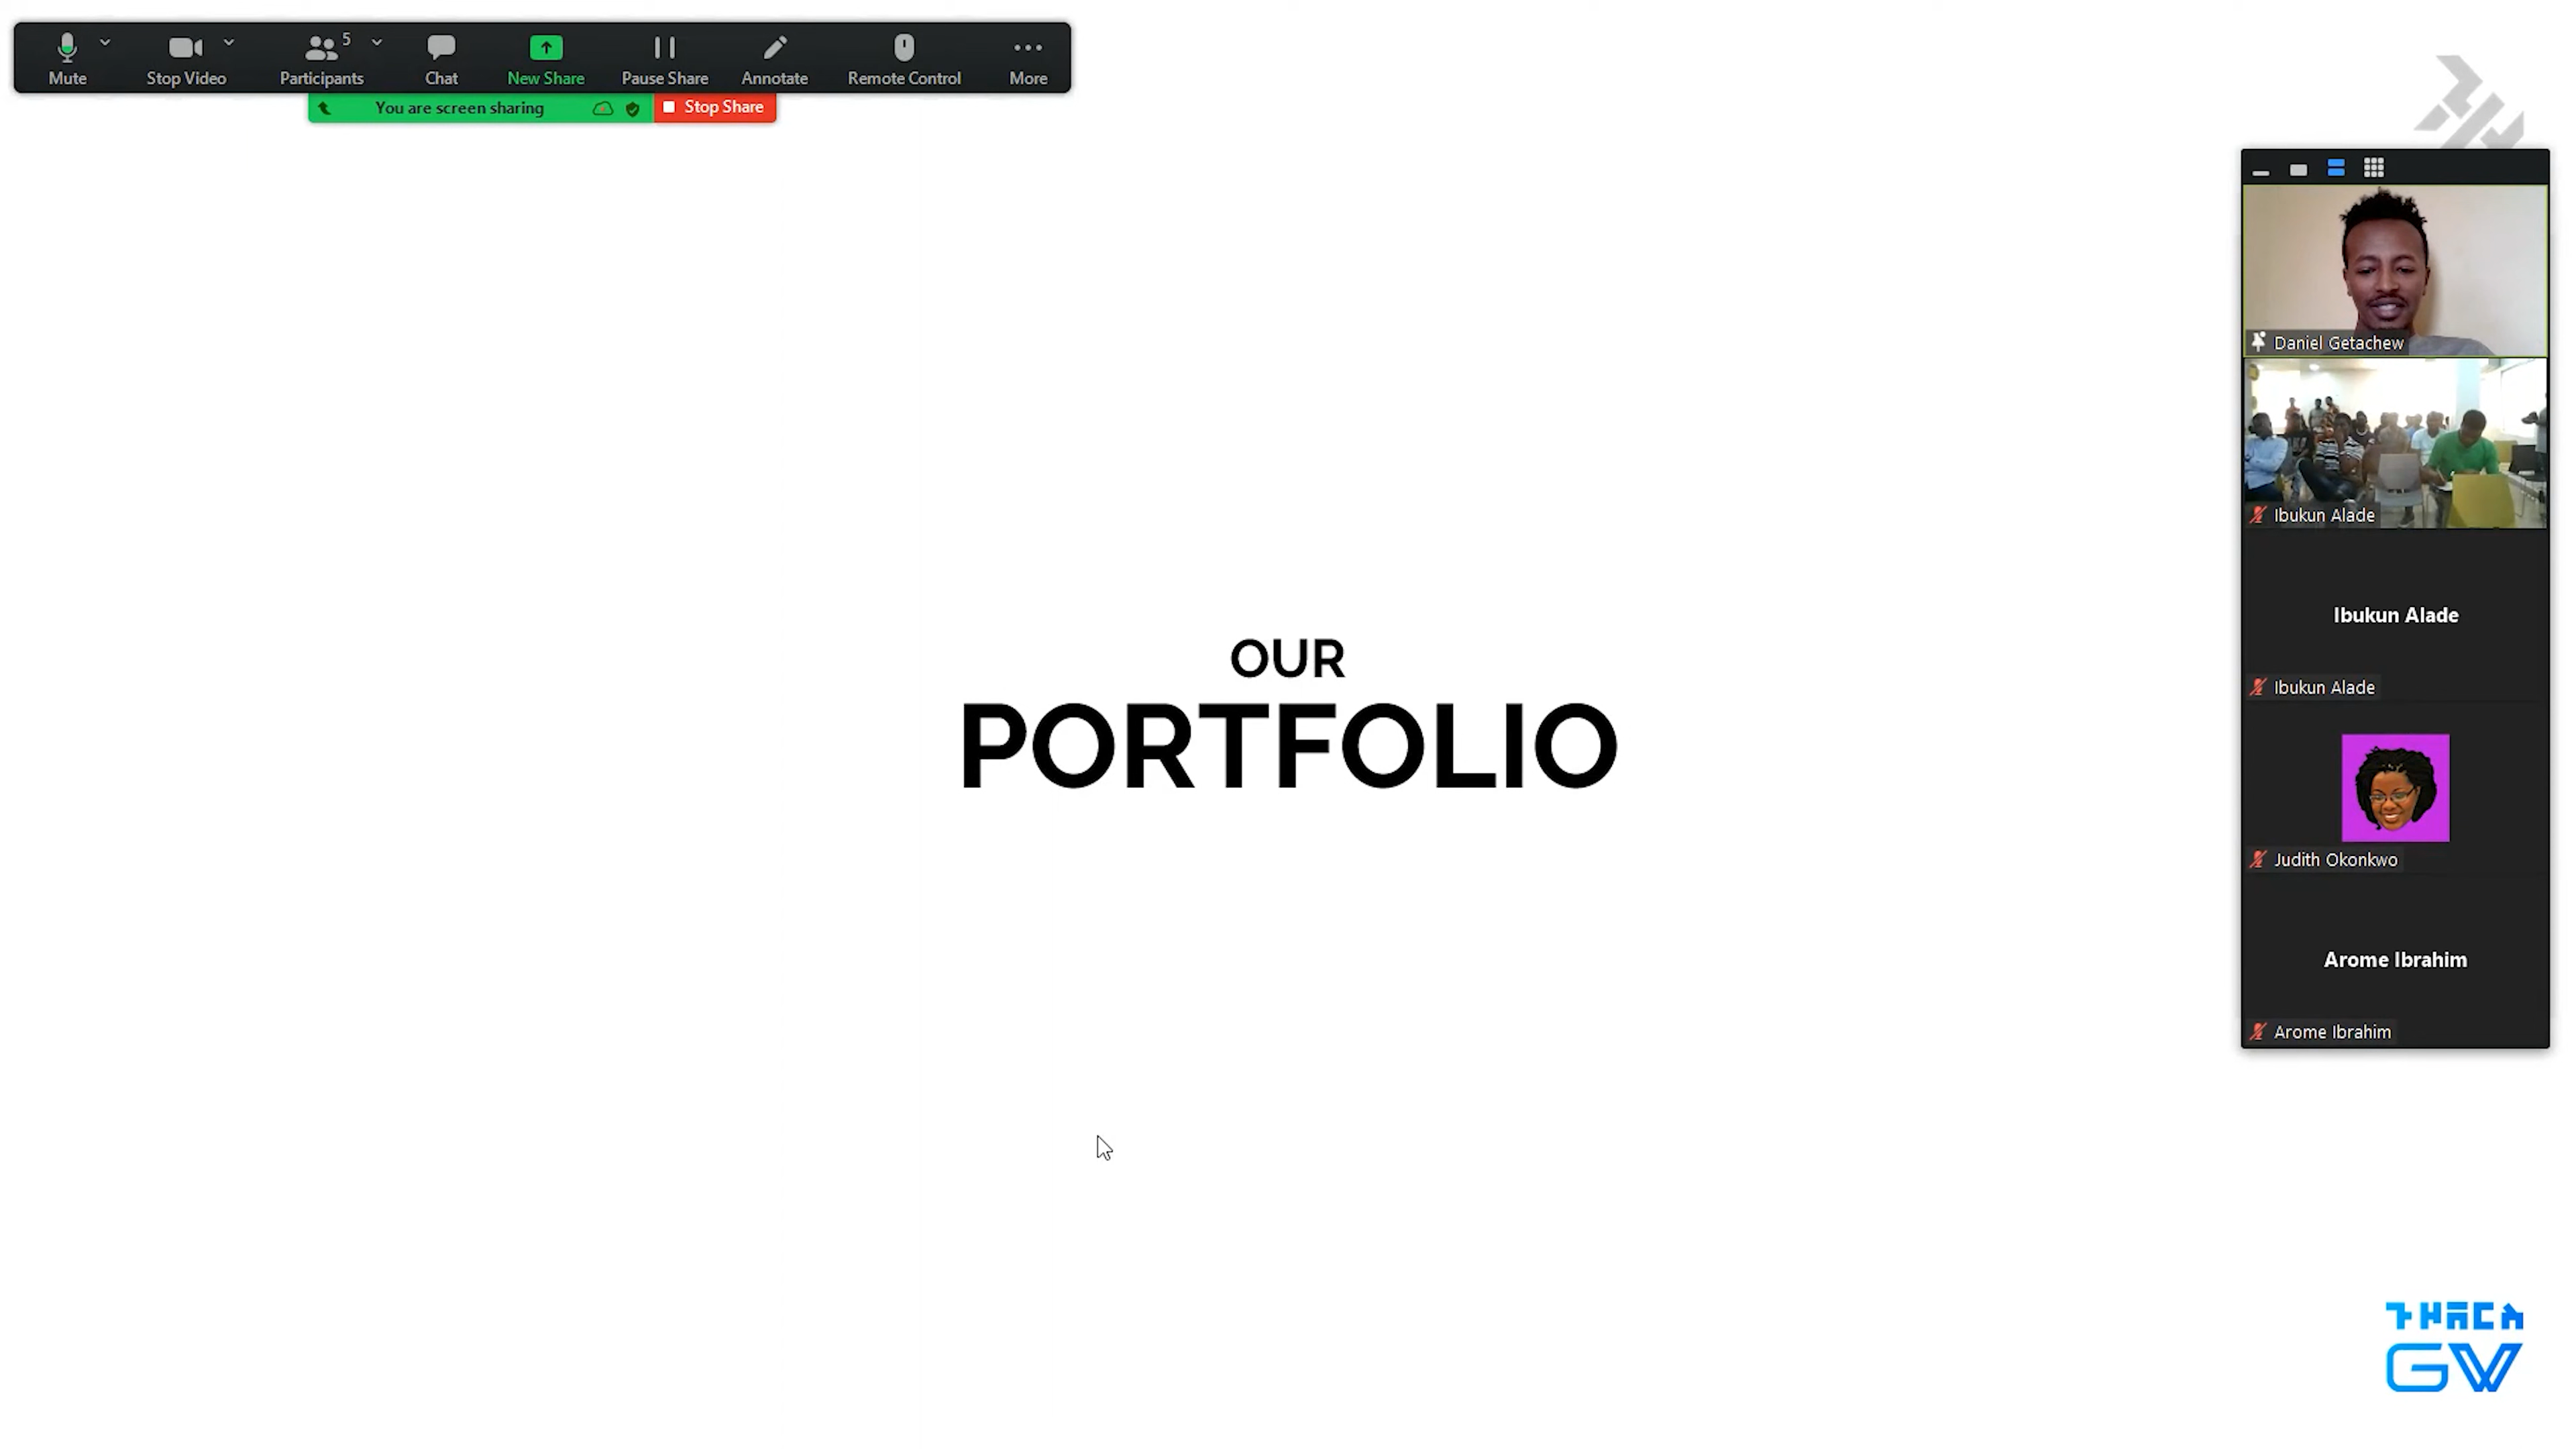 Mute
Stop Video
5
Participants
Chat
New Share
Pause Share
Annotate
Remote Control
More
You are screen sharing
Stop Share
Daniel Getachew
Ibukun Alade
Ibukun Alade
Ibukun Alade
Judith Okonkwo
Arome Ibrahim
Arome Ibrahim
OUR
PORTFOLIO
GW